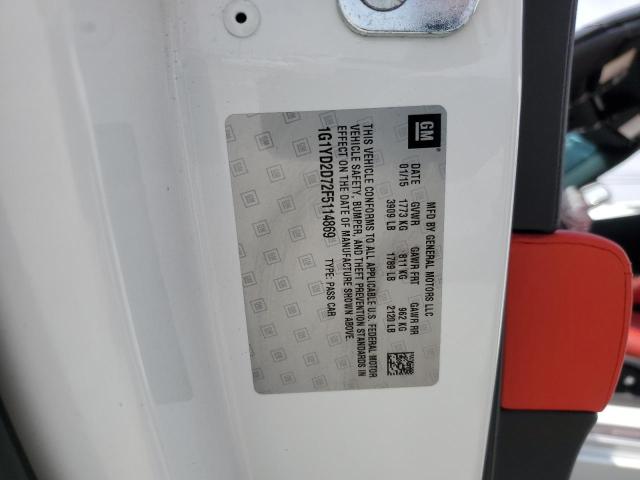 GM
MFD BY GENERAL MOTORS LLC
DATE GVWR GAWR FRT GAWR RR
01/15 1773 KG 811 KG 962 KG
3909 LB 1789 LB 2120 LB
THIS VEHICLE CONFORMS TO ALL APPLICABLE U.S. FEDERAL MOTOR
VEHICLE SAFETY, BUMPER, AND THEFT PREVENTION STANDARDS IN
EFFECT ON THE DATE OF MANUFACTURE SHOWN ABOVE.
1G1YD2D72F5114869 TYPE: PASS CAR